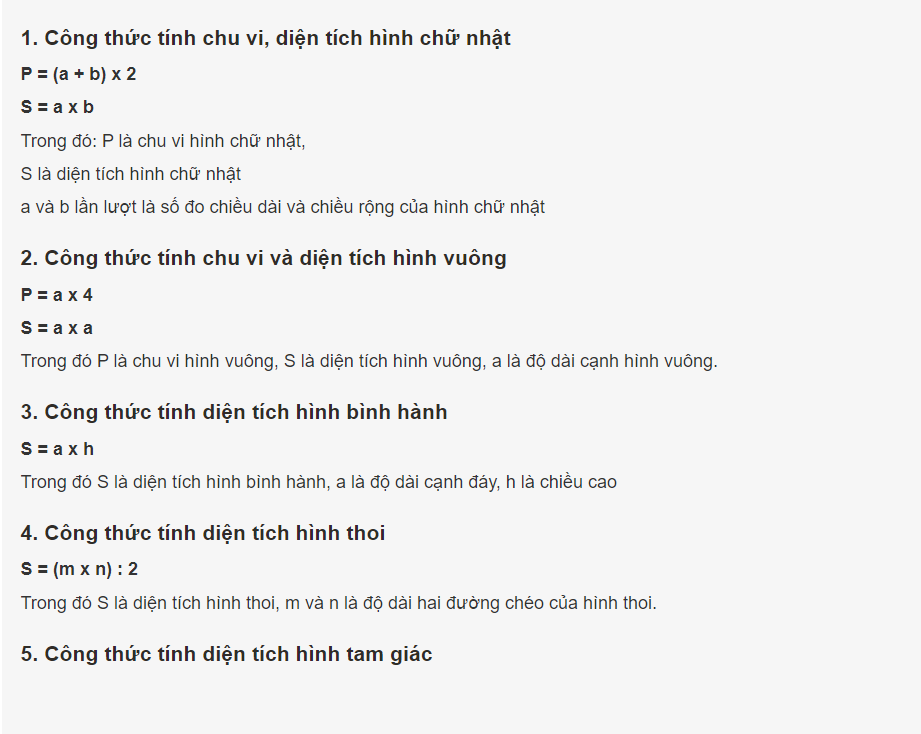 1. Công thức tính chu vi, diện tích hình chữ nhật
P = (a + b) x 2
S = a x b
Trong đó: P là chu vi hình chữ nhật,
S là diện tích hình chữ nhật
a và b lần lượt là số đo chiều dài và chiều rộng của hình chữ nhật
2. Công thức tính chu vi và diện tích hình vuông
P = a x 4
S = a x a
Trong đó P là chu vi hình vuông, S là diện tích hình vuông, a là độ dài cạnh hình vuông.
3. Công thức tính diện tích hình bình hành
S = a x h
Trong đó S là diện tích hình bình hành, a là độ dài cạnh đáy, h là chiều cao
4. Công thức tính diện tích hình thoi
S = (m x n) : 2
Trong đó S là diện tích hình thoi, m và n là độ dài hai đường chéo của hình thoi.
5. Công thức tính diện tích hình tam giác